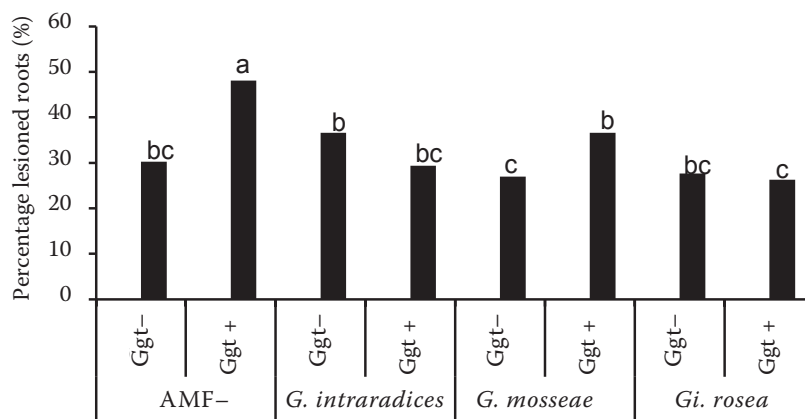 Percentage lesioned roots (%)
60
50
40
30
20
10
0
bc
a
b
bc
c
b
bc
c
Ggt–
Ggt +
Ggt–
Ggt +
Ggt–
Ggt +
Ggt–
Ggt +
AMF–
G. intraradices
G. mosseae
Gi. rosea